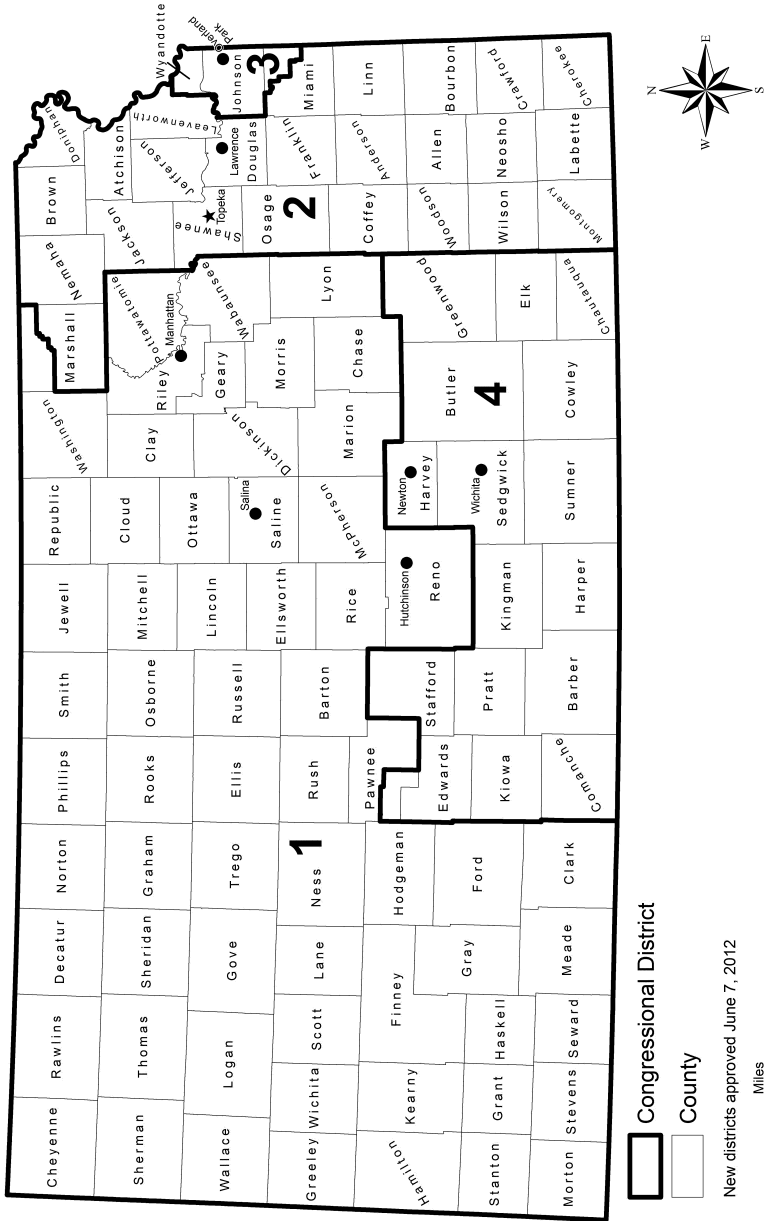 Cheyenne
Rawlins
Decatur
Norton
Phillips
Smith
Jewell
Republic
Washington
Marshall
Nemaha
Brown
Doniphan
Sherman
Thomas
Sheridan
Graham
Rooks
Osborne
Mitchell
Cloud
Clay
Riley
Pottawatomie
Manhattan
Jackson
Atchison
Jefferson
Leavenworth
Wyandotte
Wallace
Logan
Gove
Trego
Ellis
Russell
Lincoln
Ottawa
Salina
Saline
Dickinson
Geary
Wabaunsee
Shawnee
Topeka
Lawrence
Douglas
Johnson
Overland
Park
3
Greeley
Wichita
Scott
Lane
Ness
1
Rush
Barton
Ellsworth
Rice
McPherson
Marion
Morris
Chase
Lyon
Osage
2
Franklin
Miami
Hamilton
Kearny
Finney
Hodgeman
Pawnee
Stafford
Hutchinson
Reno
Newton
Harvey
Butler
Greenwood
Coffey
Anderson
Linn
Stanton
Grant
Haskell
Gray
Ford
Edwards
Kiowa
Pratt
Kingman
Wichita
Sedgwick
4
Elk
Woodson
Wilson
Allen
Neosho
Bourbon
Crawford
Morton
Stevens
Seward
Meade
Clark
Comanche
Barber
Harper
Sumner
Cowley
Chautauqua
Montgomery
Labette
Cherokee
Congressional District
County
New districts approved June 7, 2012
Miles
N
E
S
W